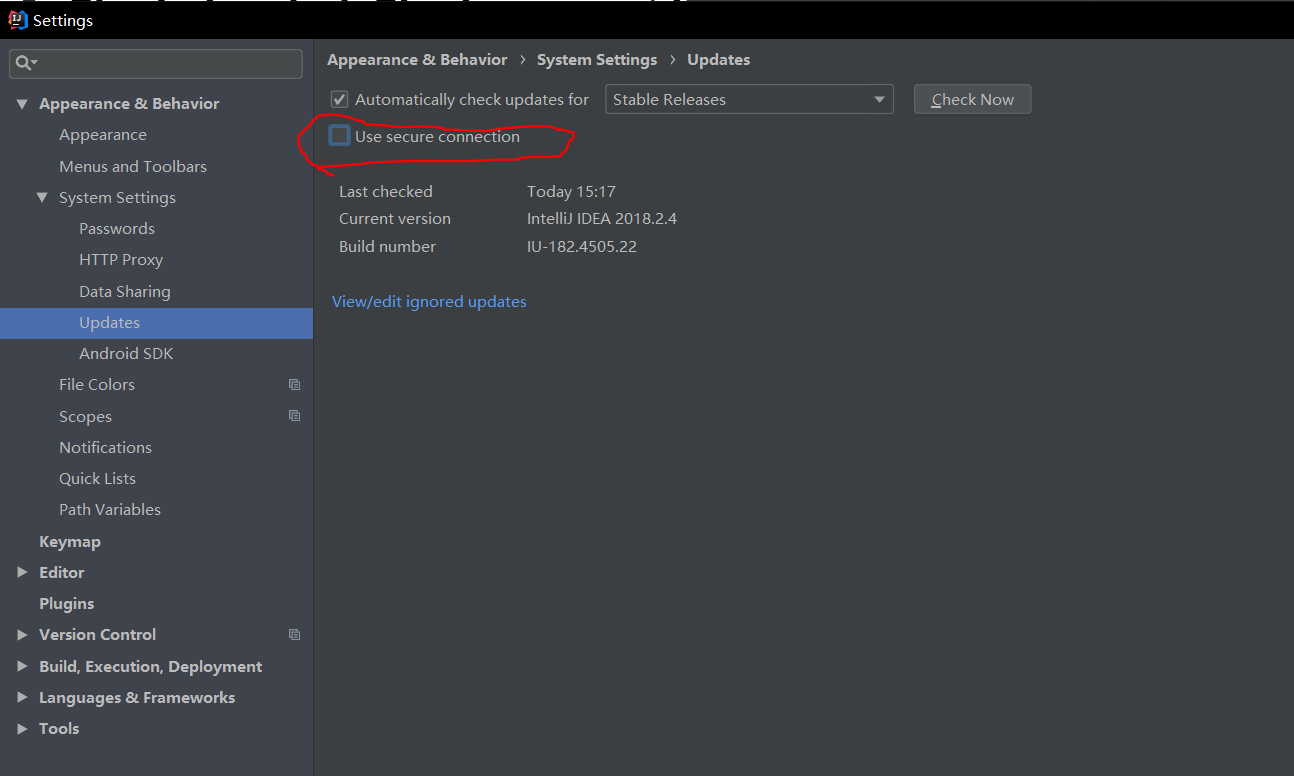 Settings
Appearance & Behavior
Appearance
Menus and Toolbars
System Settings
Passwords
HTTP Proxy
Data Sharing
Updates
Android SDK
File Colors
Scopes
Notifications
Quick Lists
Path Variables
Keymap
Editor
Plugins
Version Control
Build, Execution, Deployment
Languages & Frameworks
Tools
Appearance & Behavior › System Settings › Updates
Automatically check updates for Stable Releases Check Now
Use secure connection
Last checked Today 15:17
Current version IntelliJ IDEA 2018.2.4
Build number IU-182.4505.22
View/edit ignored updates